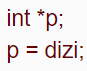 int *p;
p = dizi;